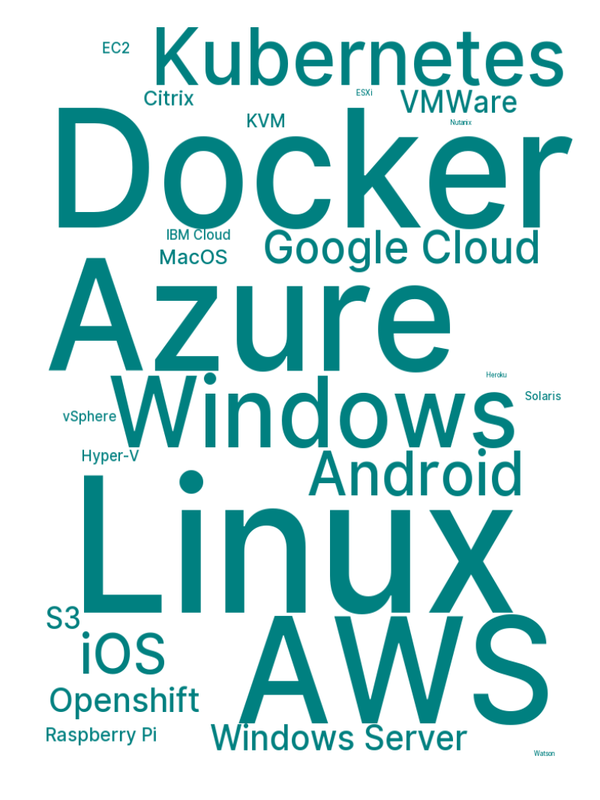 EC2
Kubernetes
Citrix
ESXi
VMWare
KVM
Nutanix
Docker
IBM Cloud
Google Cloud
MacOS
Azure
Heroku
Windows
Solaris
vSphere
Hyper-V
Android
Linux
S3
iOS
AWS
Openshift
Raspberry Pi
Windows Server
Watson